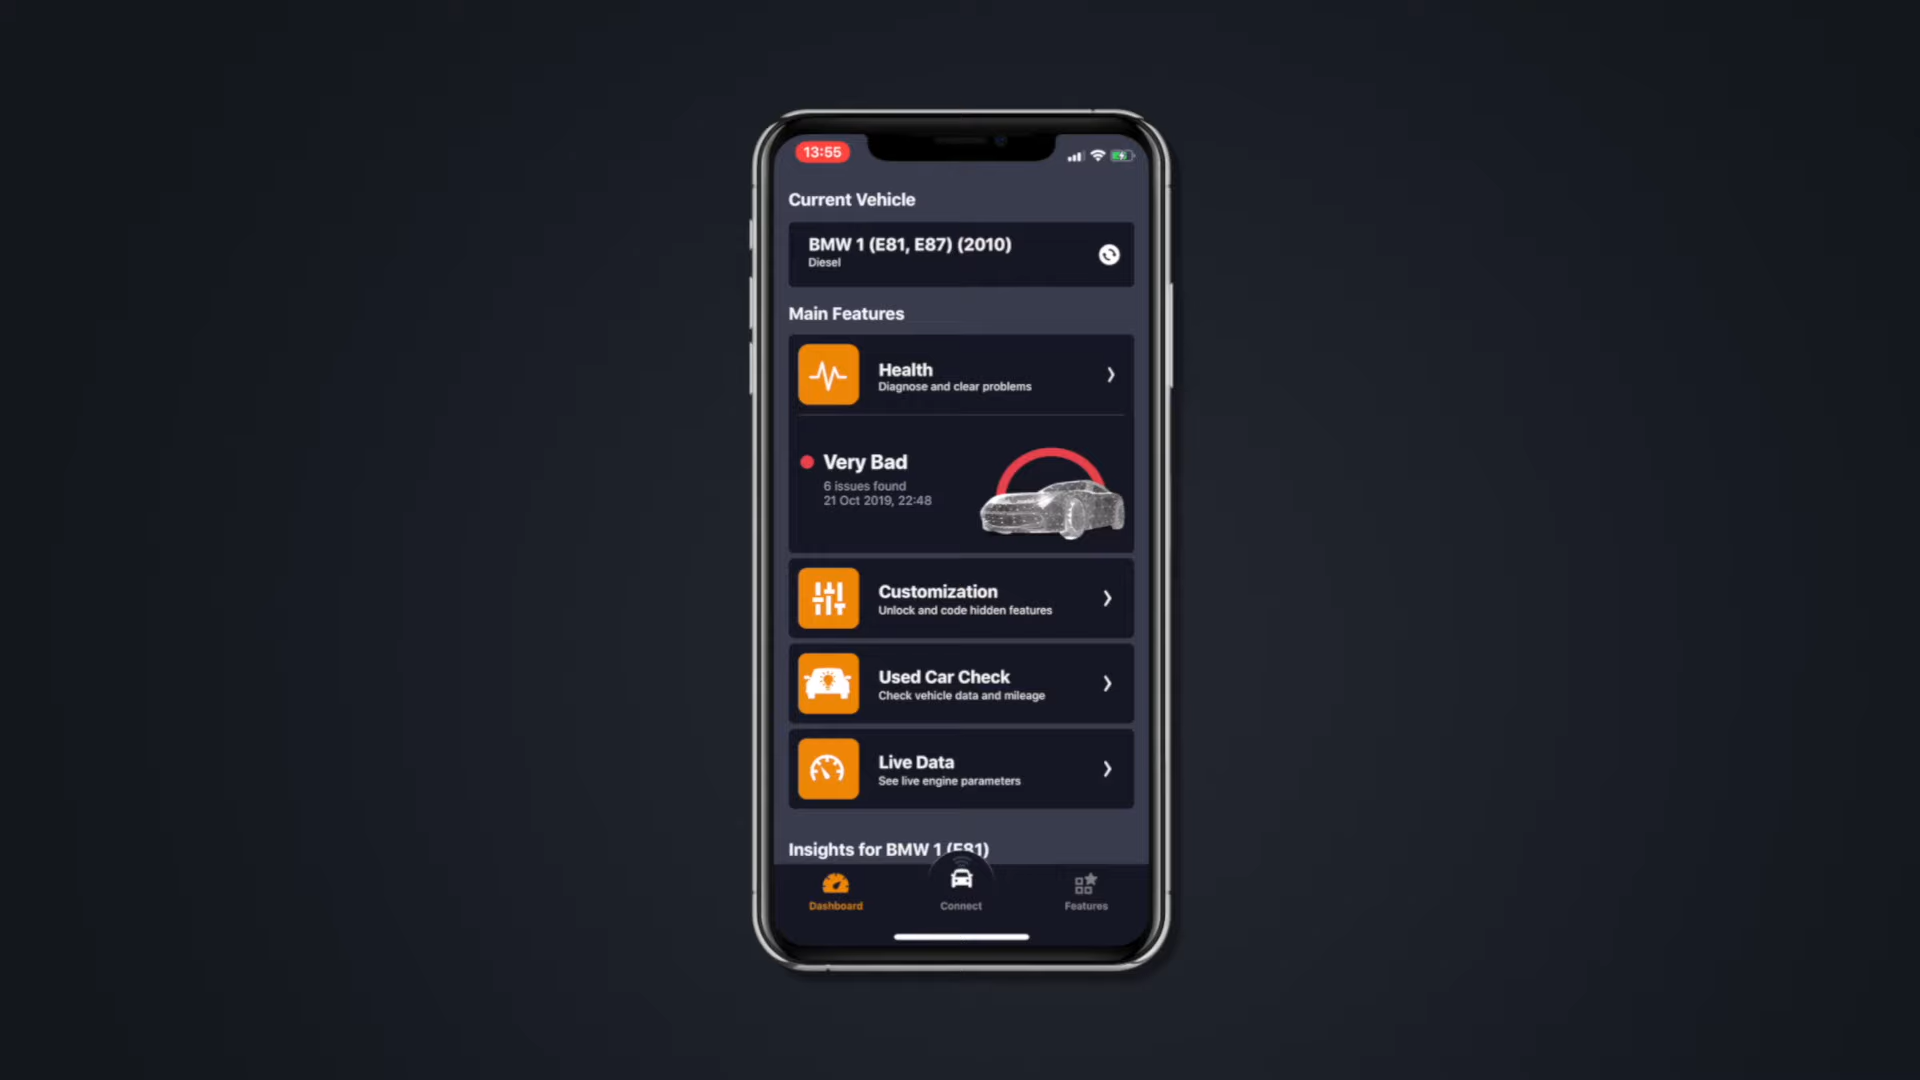 13:55
Current Vehicle
BMW 1 (E81, E87) (2010)
Diesel
Main Features
Health
Diagnose and clear problems
Very Bad
6 issues found
21 Oct 2019, 22:48
Customization
Unlock and code hidden features
Used Car Check
Check vehicle data and mileage
Live Data
See live engine parameters
Insights for BMW 1 (E81)
Dashboard
Connect
Features